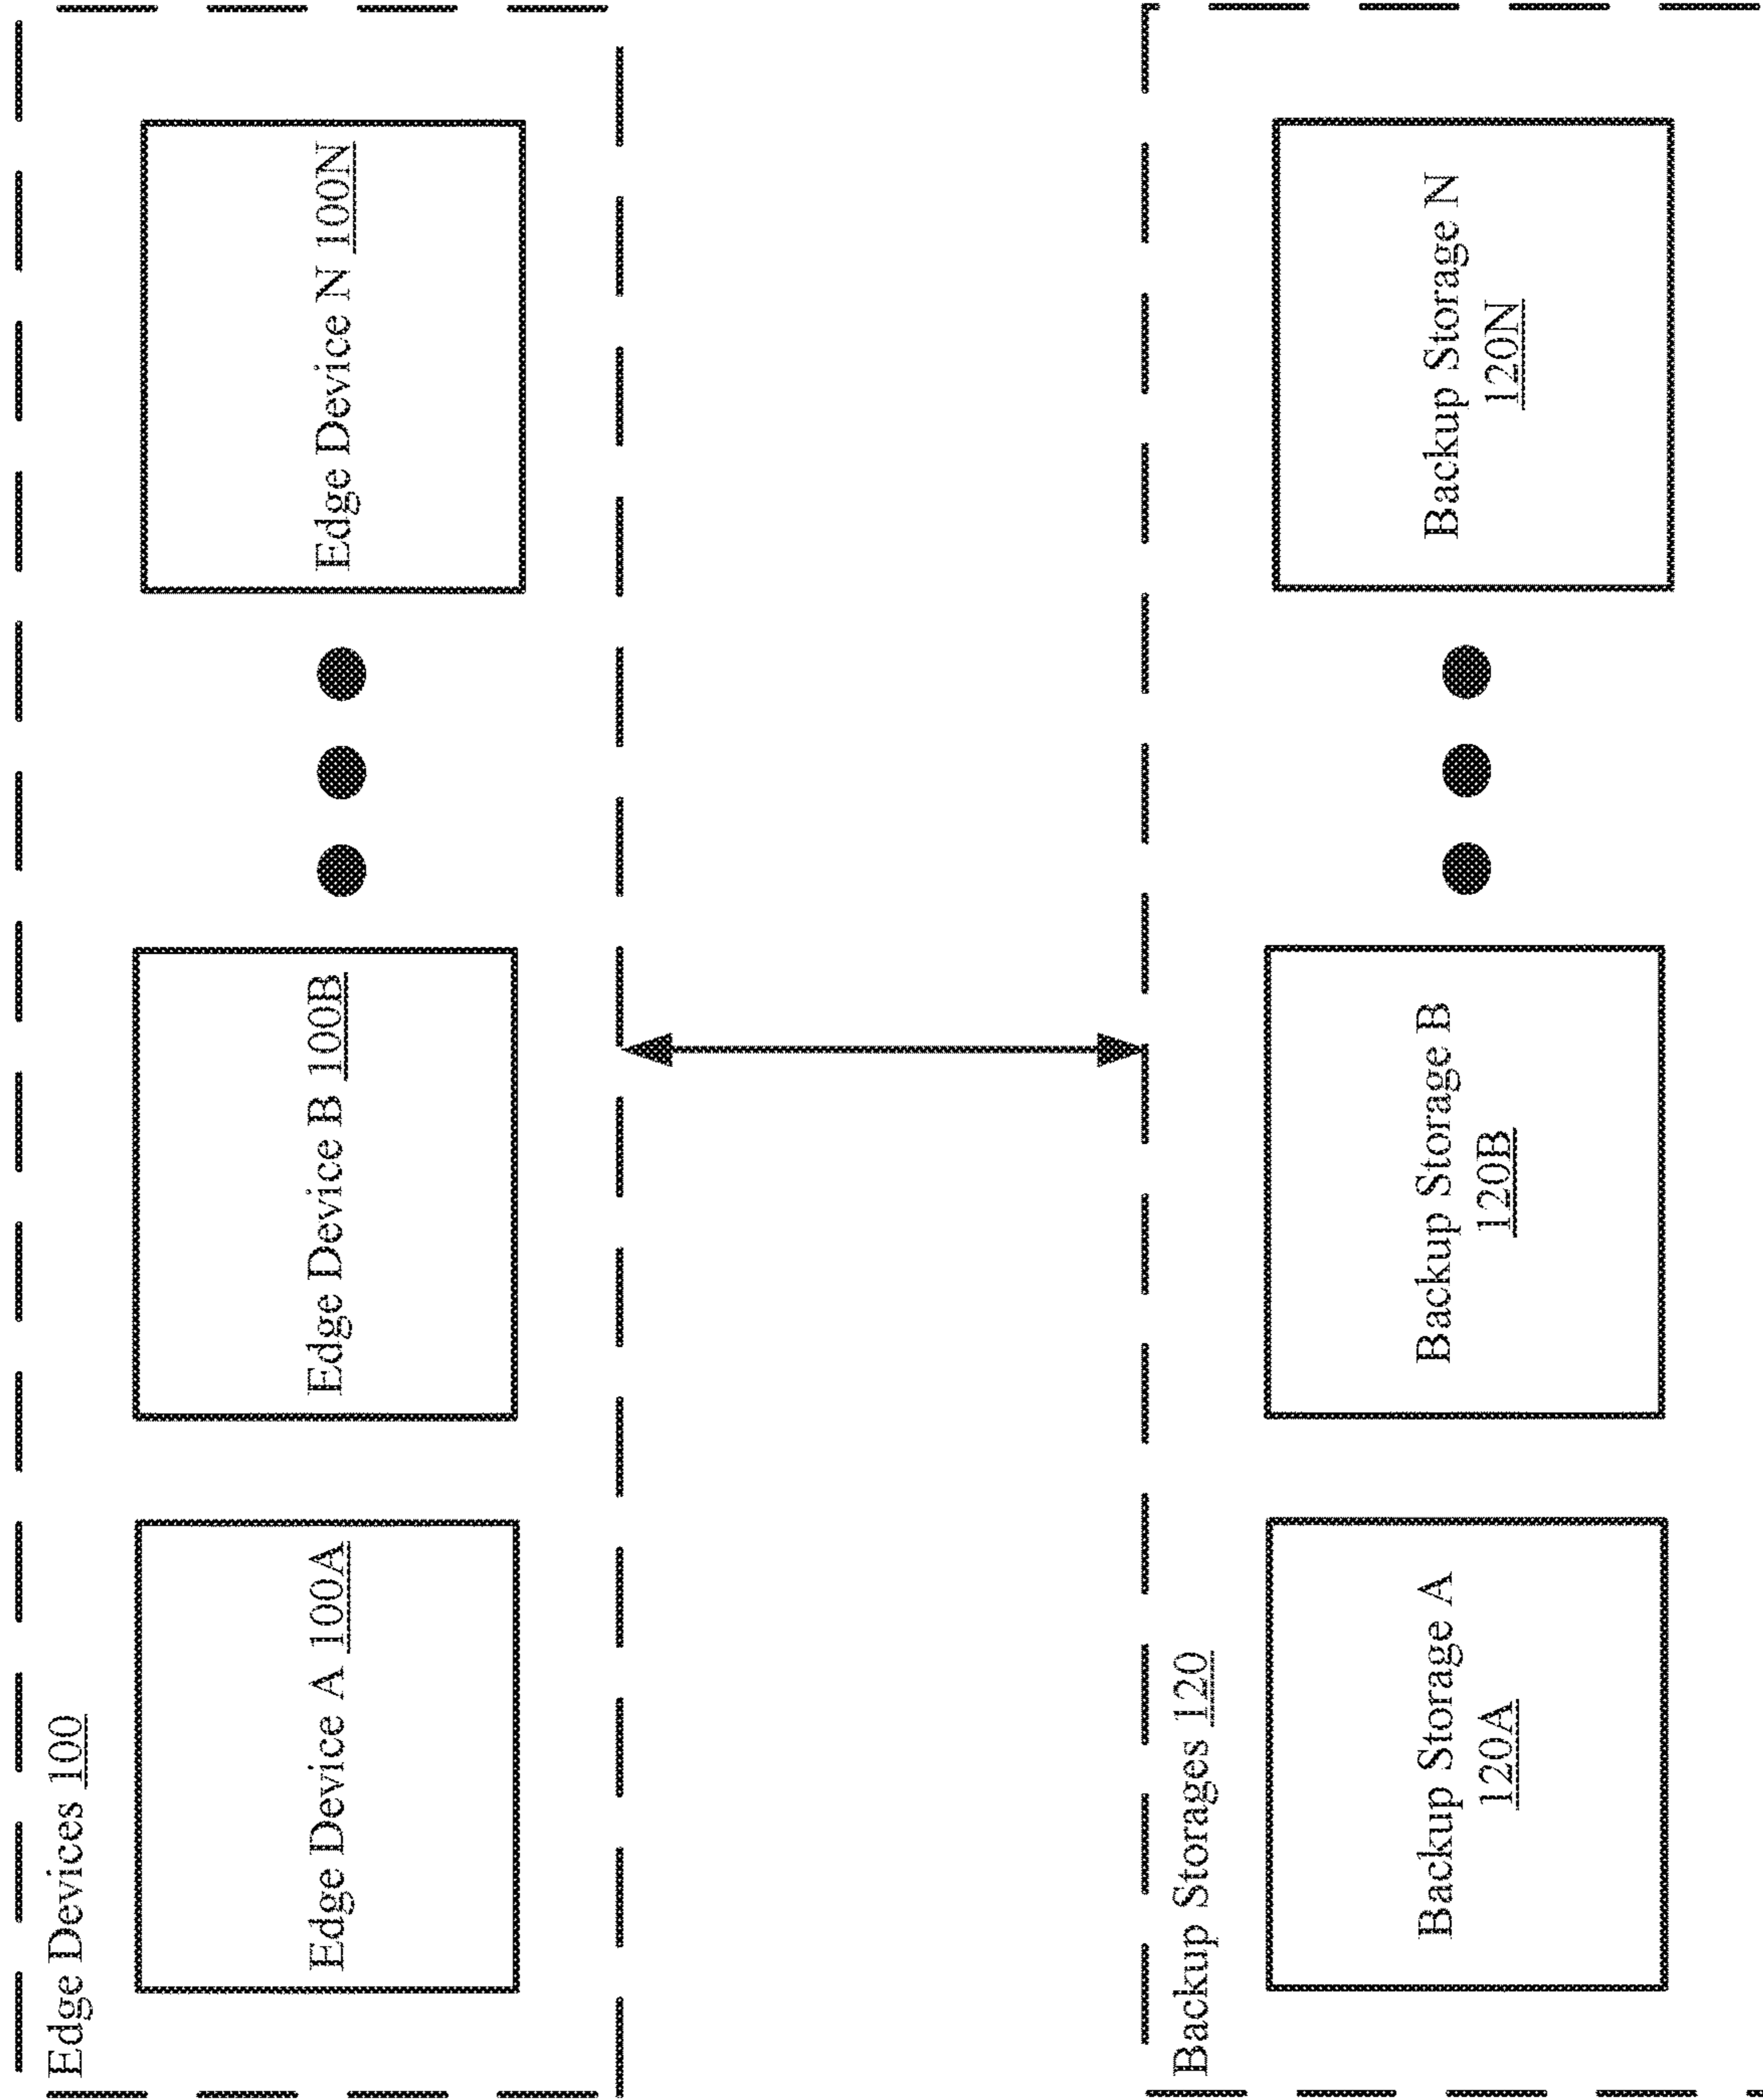 Edge Devices 100
Edge Device A 100A
Edge Device B 100B
Edge Device N 100N
Backup Storages 120
Backup Storage A
120A
Backup Storage B
120B
Backup Storage N
120N